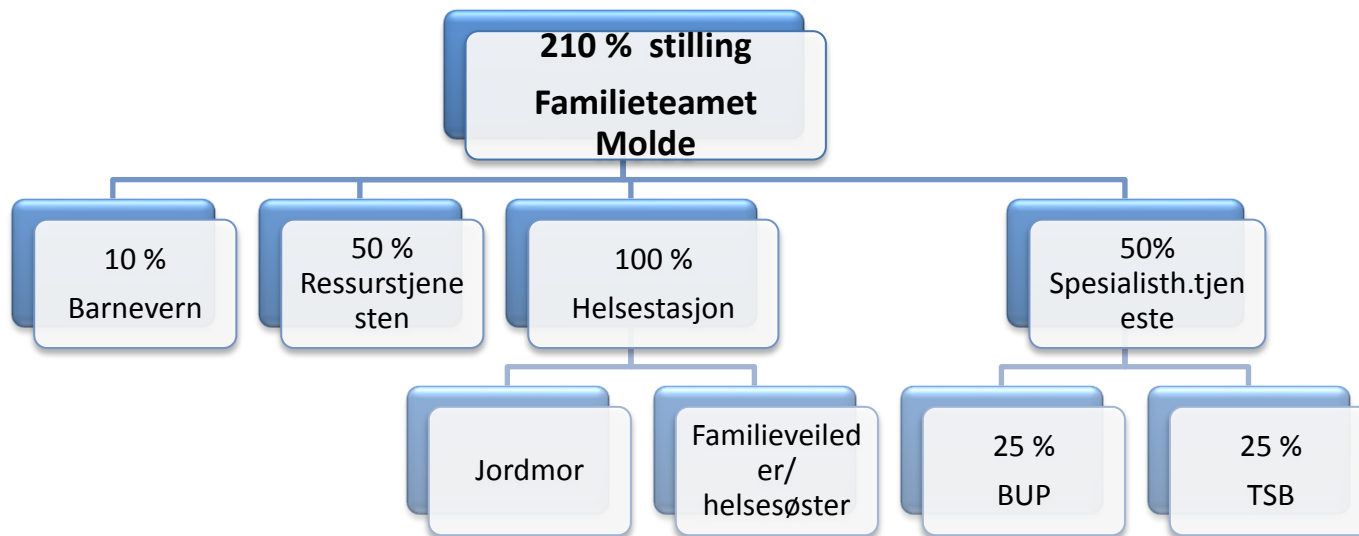 210 % stilling
Familieteamet
Molde
10 %
Barnevern
50 %
Ressurstjene
sten
100 %
Helsestasjon
50%
Spesialisth.tjen
este
Jordmor
Familieveiled
er/
helsesøster
25 %
BUP
25 %
TSB